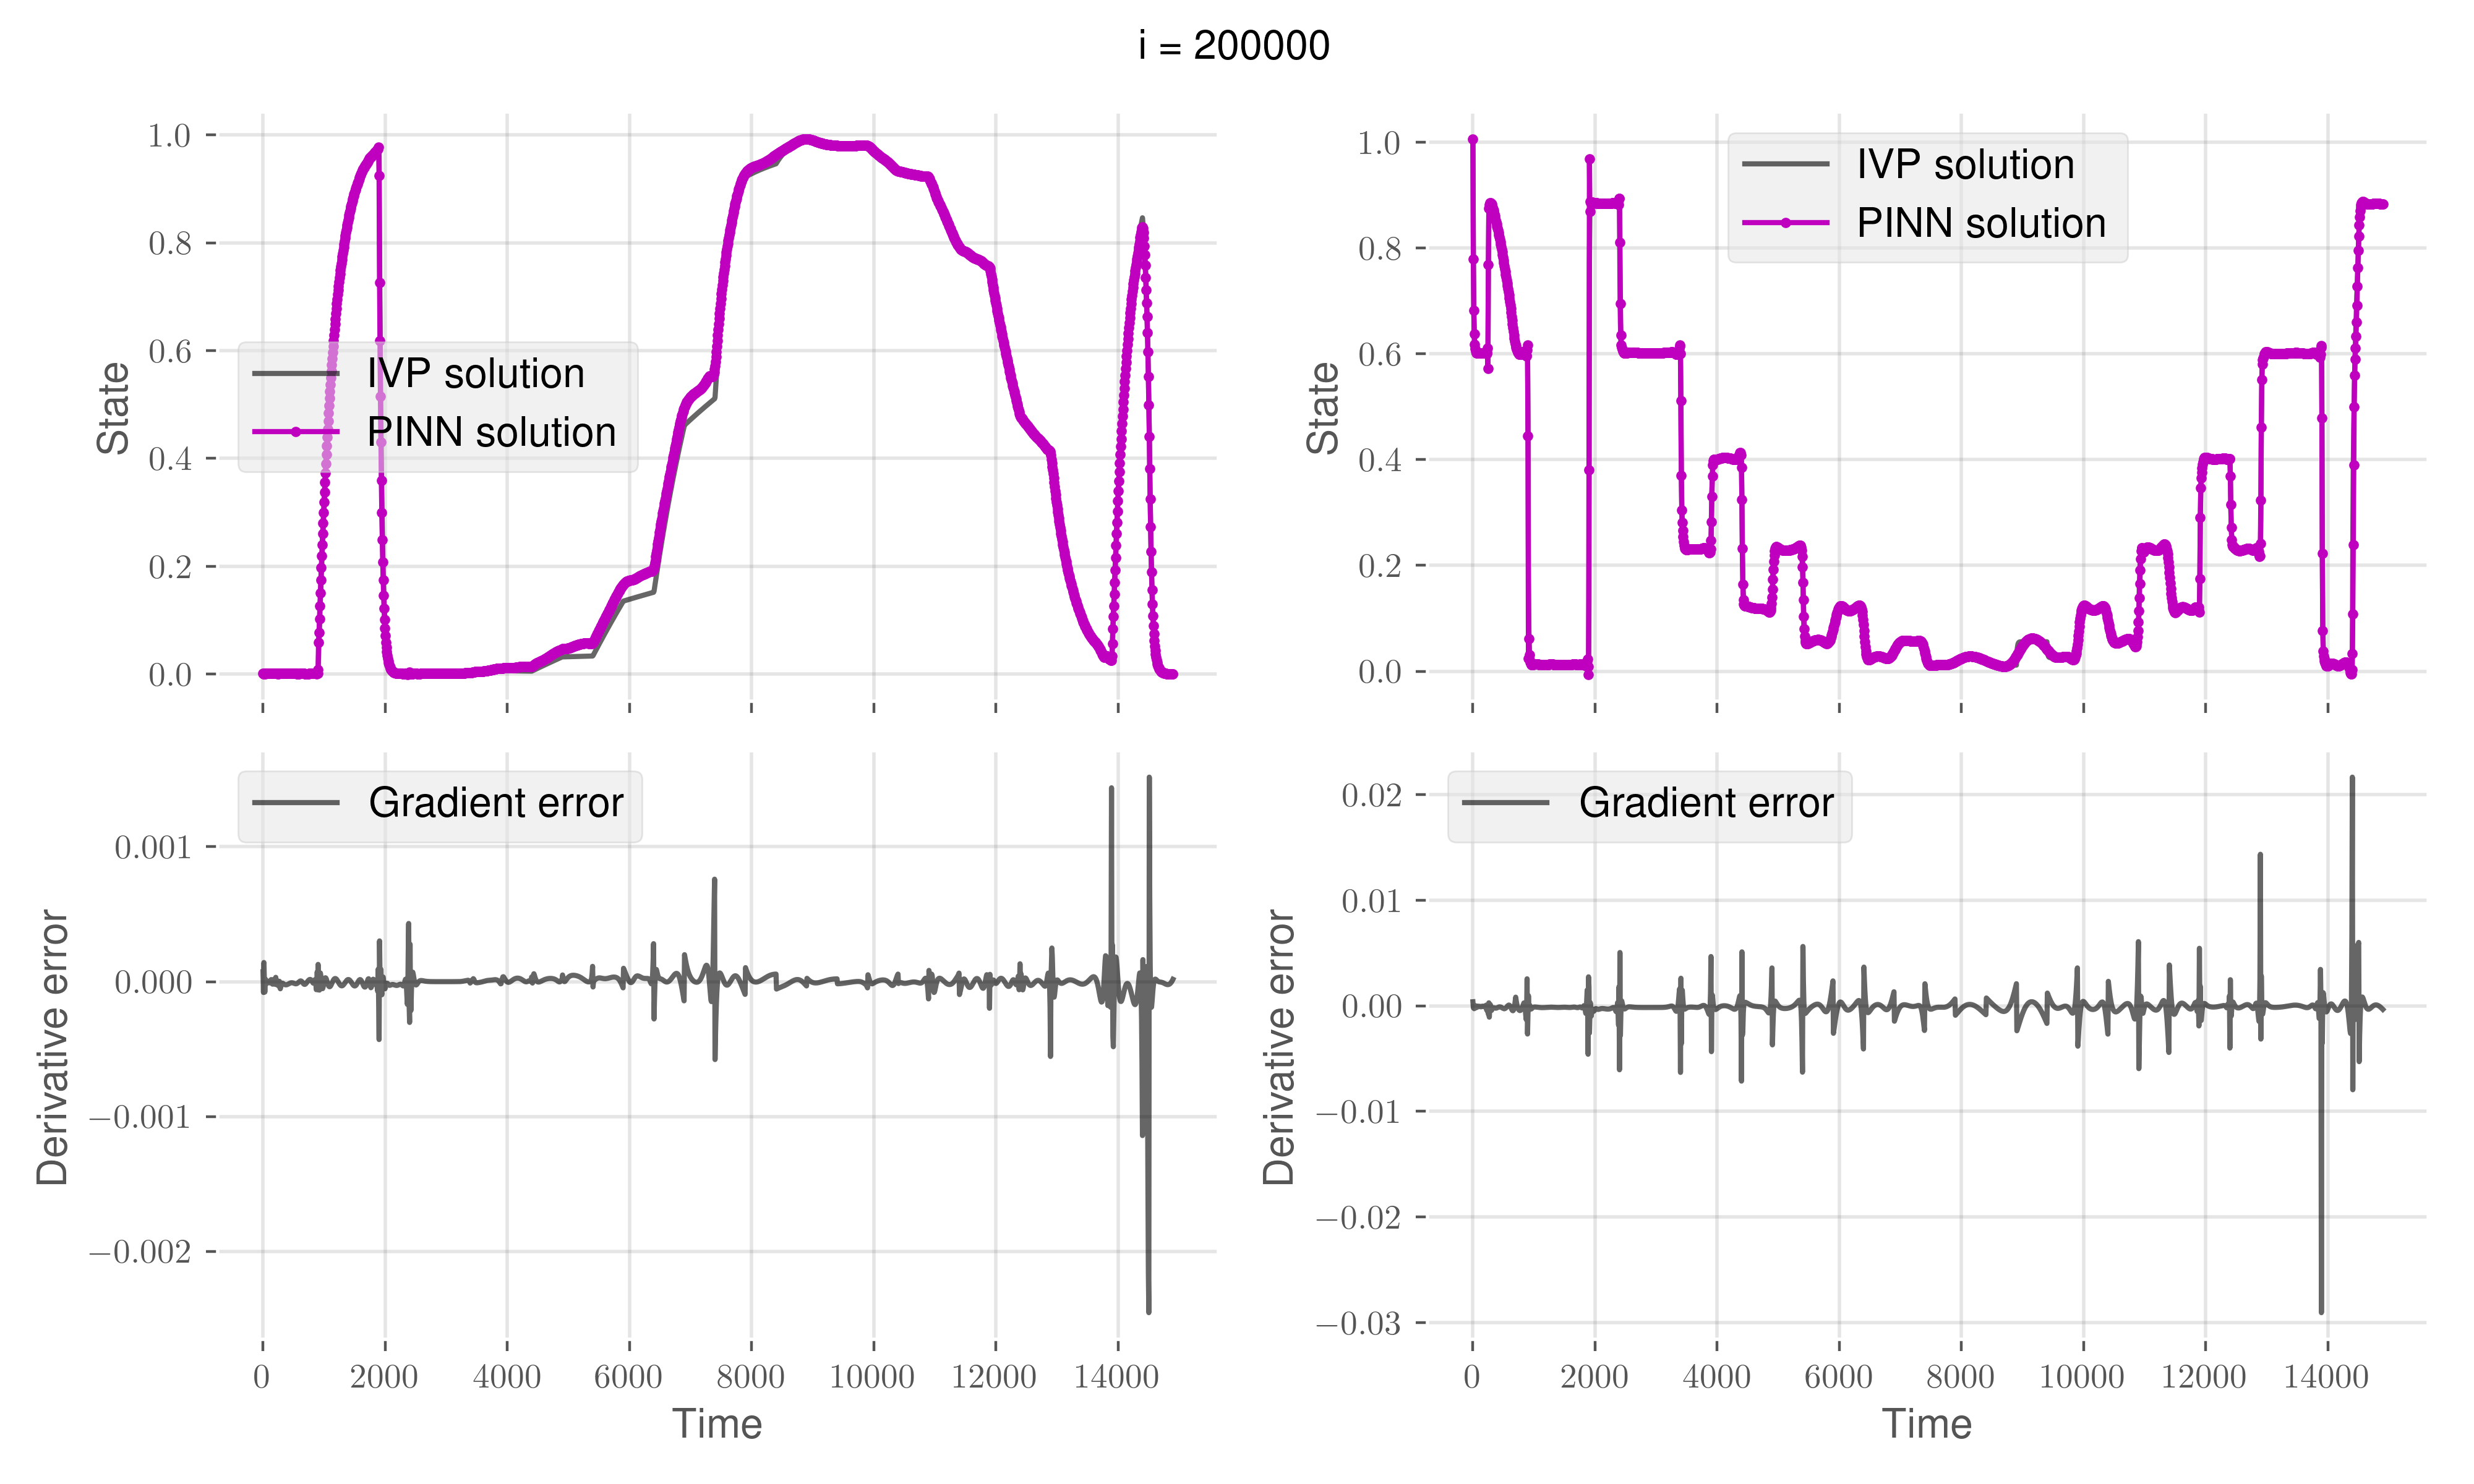 i = 200000
State
1.0
0.8
0.6
0.4
0.2
0.0
IVP solution
PINN solution
State
1.0
0.8
0.6
0.4
0.2
0.0
IVP solution
PINN solution
Derivative error
0.001
0.000
−0.001
−0.002
Gradient error
0 2000 4000 6000 8000 10000 12000 14000
Time
Derivative error
0.02
0.01
0.00
−0.01
−0.02
−0.03
Gradient error
0 2000 4000 6000 8000 10000 12000 14000
Time